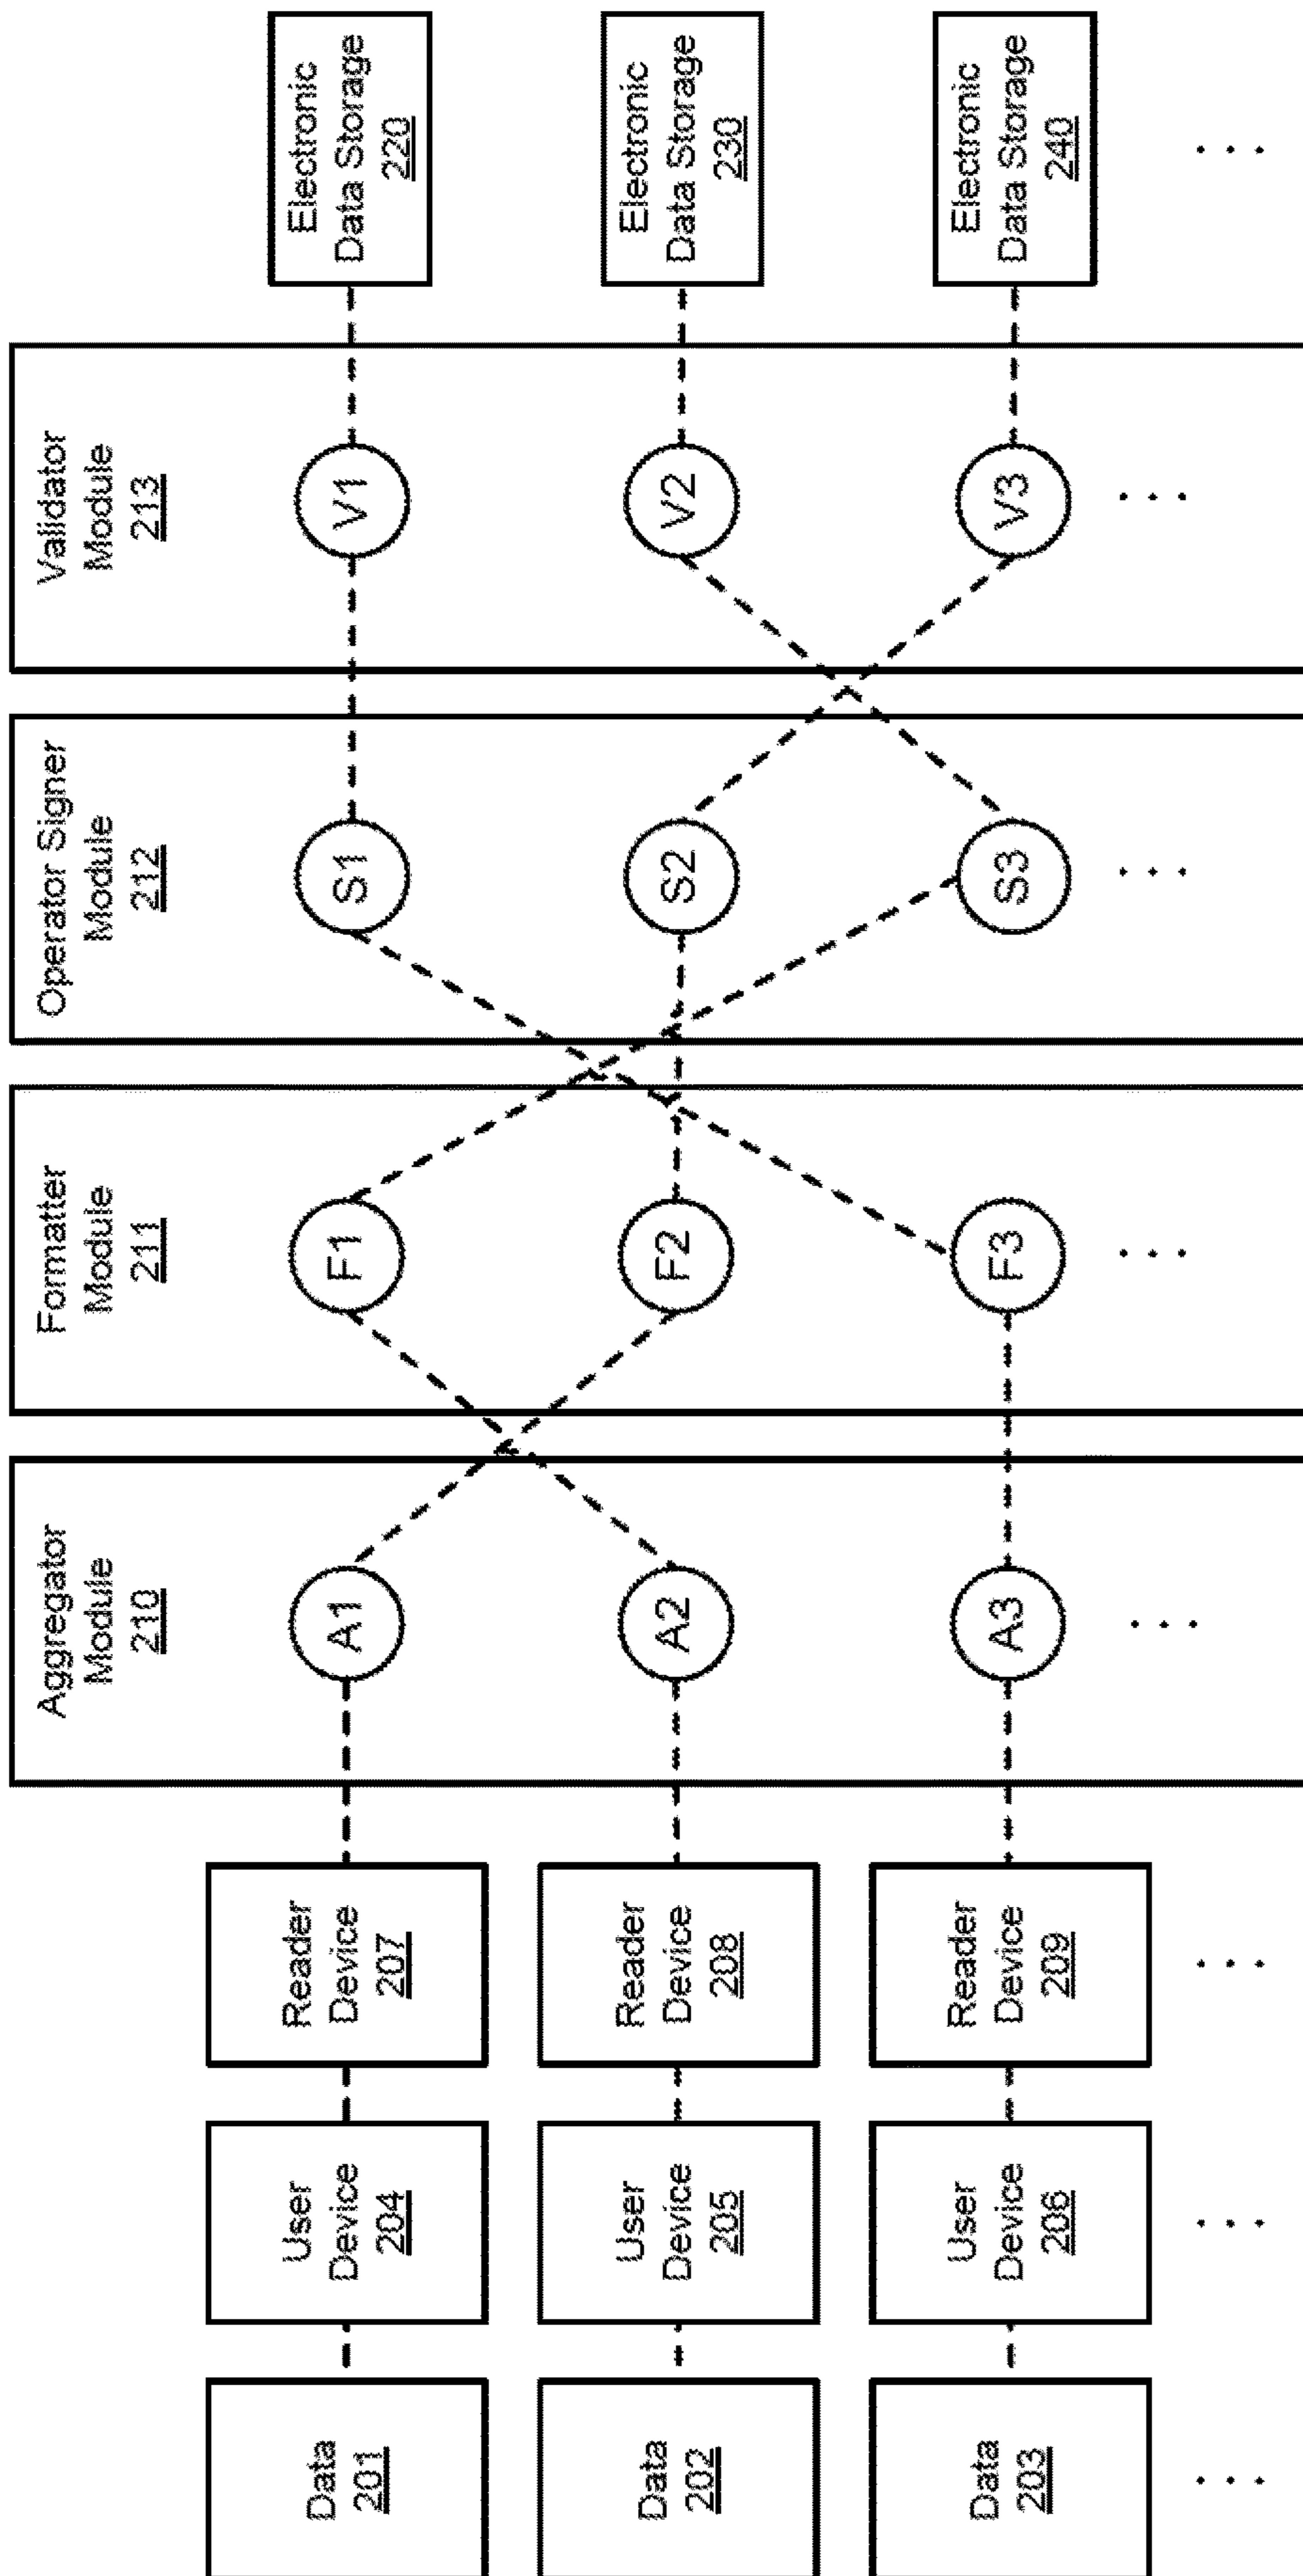 Data
201
User
Device
204
Reader
Device
207
Data
202
User
Device
205
Reader
Device
208
Data
203
User
Device
206
Reader
Device
209
. . .
. . .
. . .
Aggregator
Module
210
A1
A2
A3
. . .
Formatter
Module
211
F1
F2
F3
. . .
Operator Signer
Module
212
S1
S2
S3
. . .
Validator
Module
213
V1
V2
V3
. . .
Electronic
Data Storage
220
Electronic
Data Storage
230
Electronic
Data Storage
240
. . .